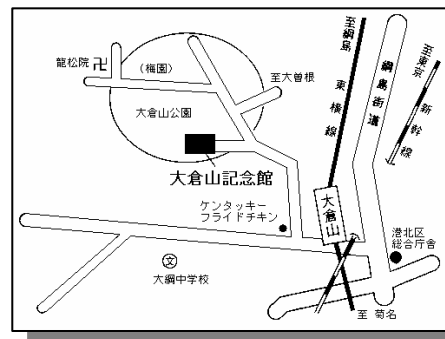 龍松院
(梅園)
至大曽根
大倉山公園
大倉山記念館
ケンタッキー
フライドチキン
大綱中学校
文
至綱島
東横線
綱島街道
至東京
新幹線
大倉山
港北区
総合庁舎
至 菊名